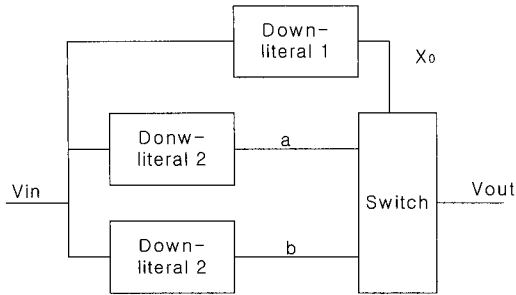 Down-
literal 1
X0
Donw-
literal 2
a
Vin
Switch
Vout
Down-
literal 2
b